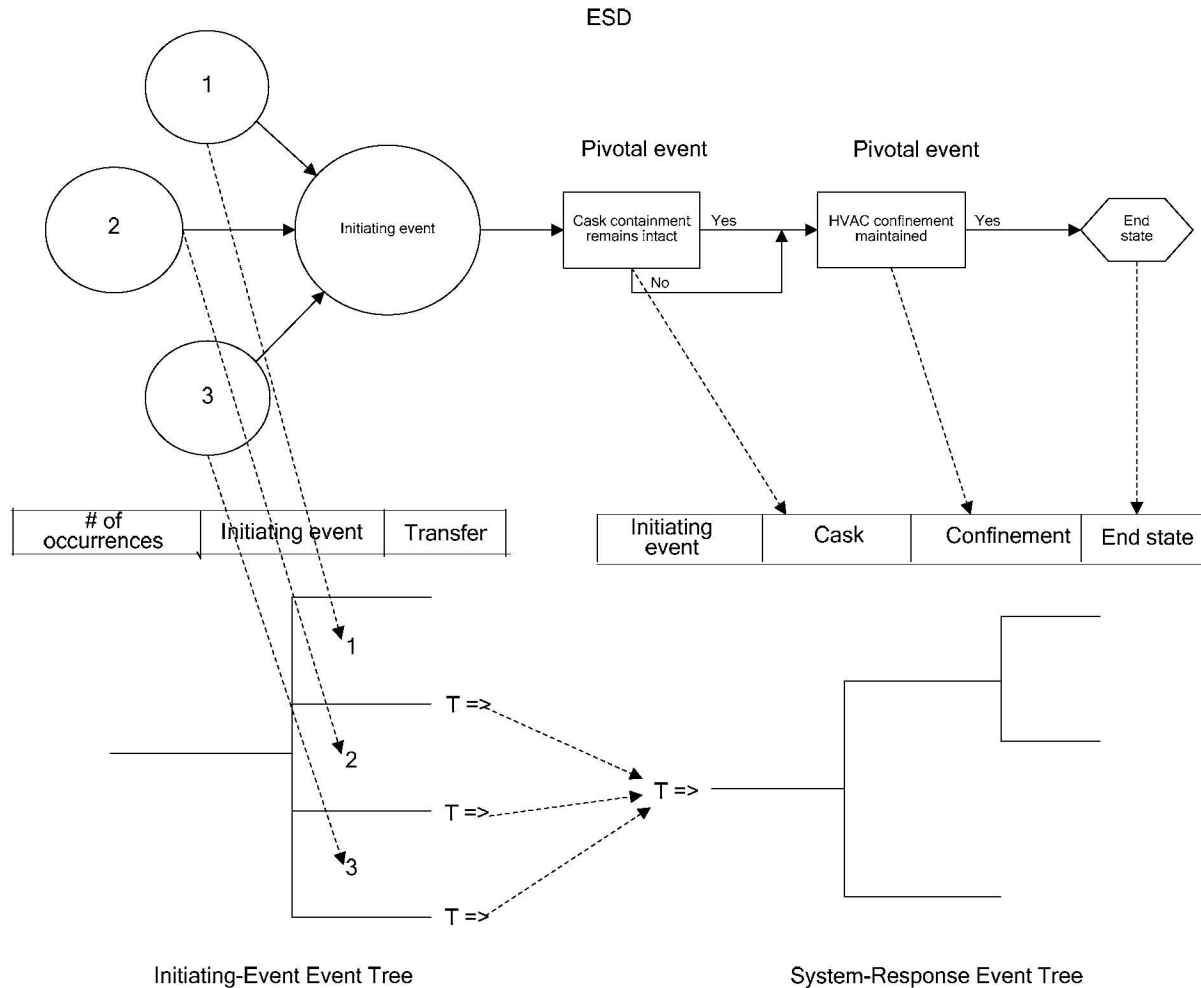 ESD
1
Pivotal event
Pivotal event
2
Initiating event
Cask containment
remains intact
Yes
HVAC confinement
maintained
Yes
End
state
No
3
# of
occurrences
Initiating event
Transfer
Initiating
event
Cask
Confinement
End state
1
T =>
2
T =>
T =>
3
T =>
Initiating-Event Event Tree
System-Response Event Tree